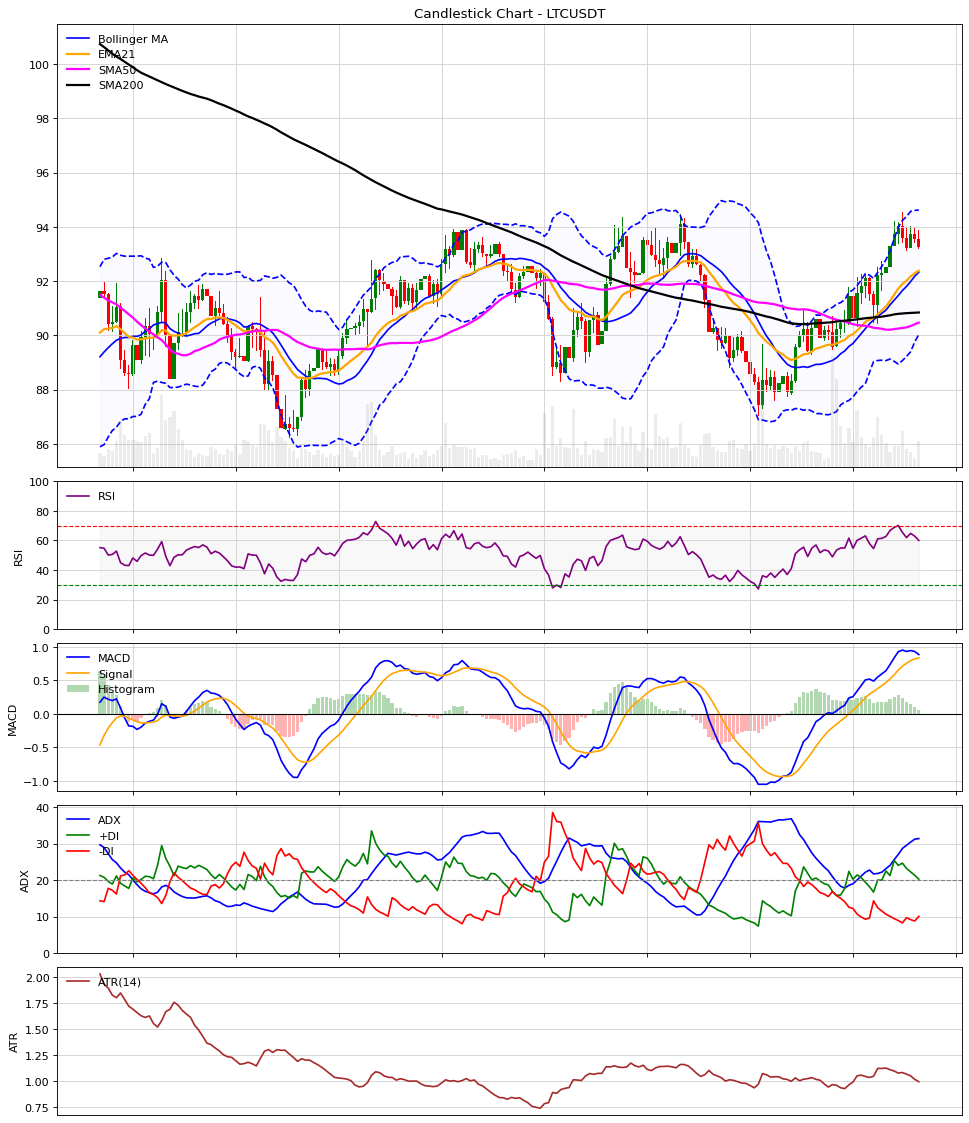 Candlestick Chart - LTCUSDT
Bollinger MA
EMA21
SMA50
SMA200
100
98
96
94
92
90
88
86
RSI
100
80
60
40
20
0
RSI
MACD
Signal
Histogram
1.0
0.5
0.0
−0.5
−1.0
MACD
ADX
+DI
-DI
40
30
20
10
0
ADX
ATR(14)
2.00
1.75
1.50
1.25
1.00
0.75
ATR